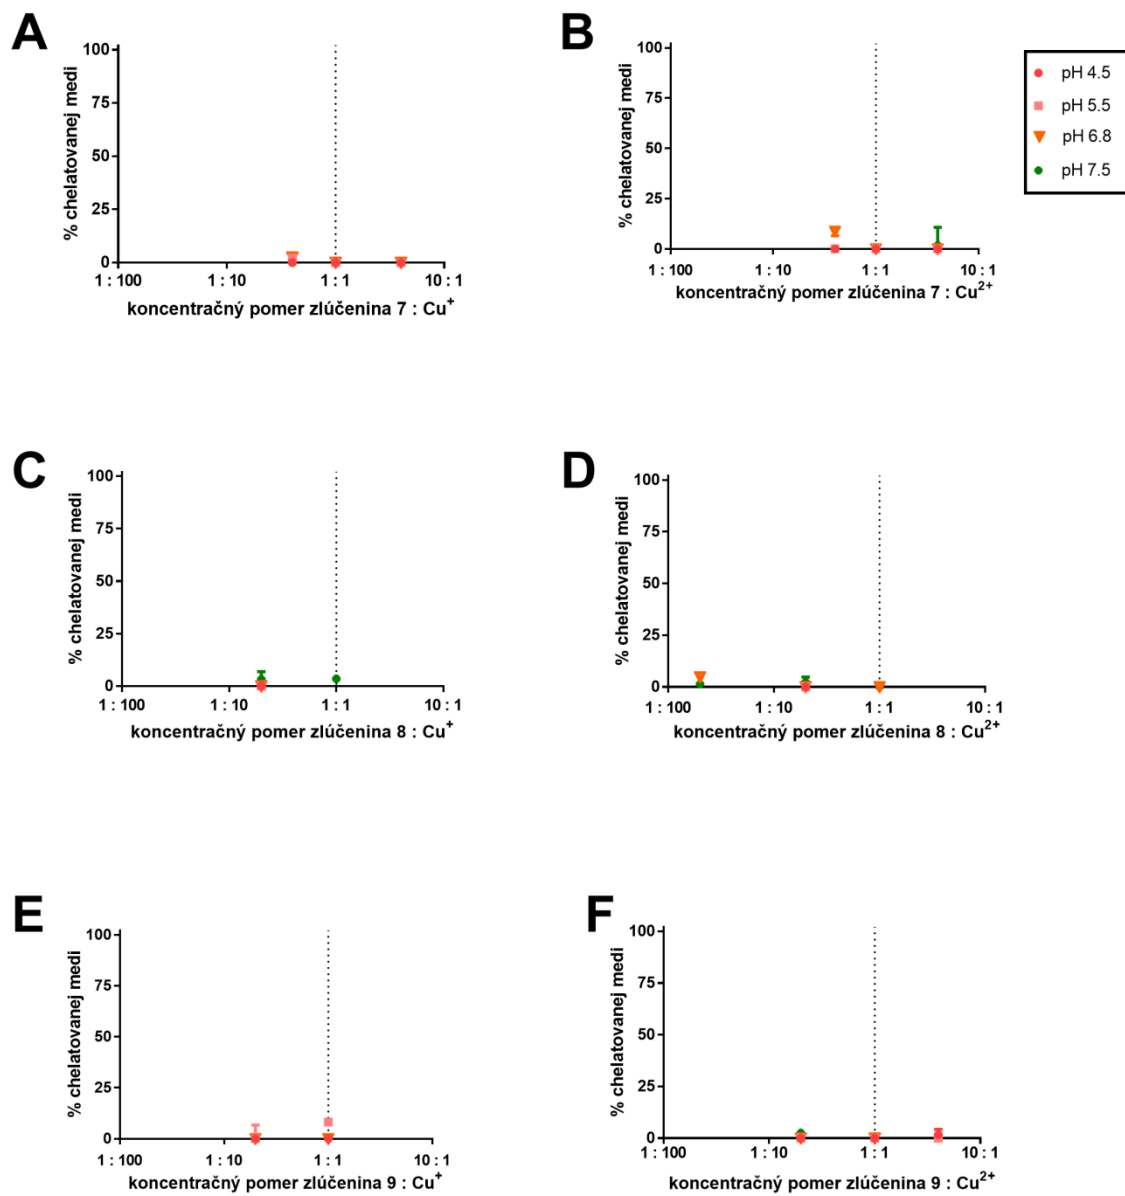 A
% chelatovanej medi
100
75
50
25
0
1 : 100
1 : 10
1 : 1
10 : 1
koncentračný pomer zlúčenina 7 : Cu⁺
B
% chelatovanej medi
100
75
50
25
0
1 : 100
1 : 10
1 : 1
10 : 1
koncentračný pomer zlúčenina 7 : Cu²⁺
pH 4.5
pH 5.5
pH 6.8
pH 7.5
C
% chelatovanej medi
100
75
50
25
0
1 : 100
1 : 10
1 : 1
10 : 1
koncentračný pomer zlúčenina 8 : Cu⁺
D
% chelatovanej medi
100
75
50
25
0
1 : 100
1 : 10
1 : 1
10 : 1
koncentračný pomer zlúčenina 8 : Cu²⁺
E
% chelatovanej medi
100
75
50
25
0
1 : 100
1 : 10
1 : 1
10 : 1
koncentračný pomer zlúčenina 9 : Cu⁺
F
% chelatovanej medi
100
75
50
25
0
1 : 100
1 : 10
1 : 1
10 : 1
koncentračný pomer zlúčenina 9 : Cu²⁺